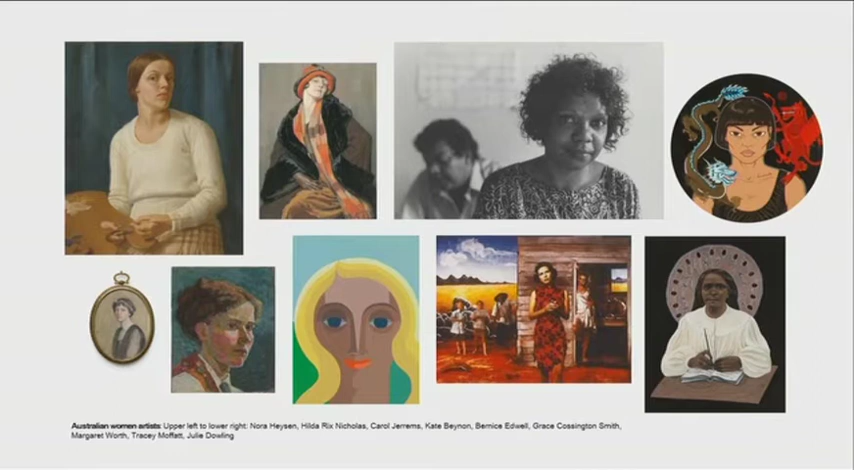 Australian women artists: Upper left to lower right: Nora Heysen, Hilda Rix Nicholas, Carol Jerrems, Kate Beynon, Bernice Edwell, Grace Cossington Smith,
Margaret Worth, Tracey Moffatt, Julie Dowling